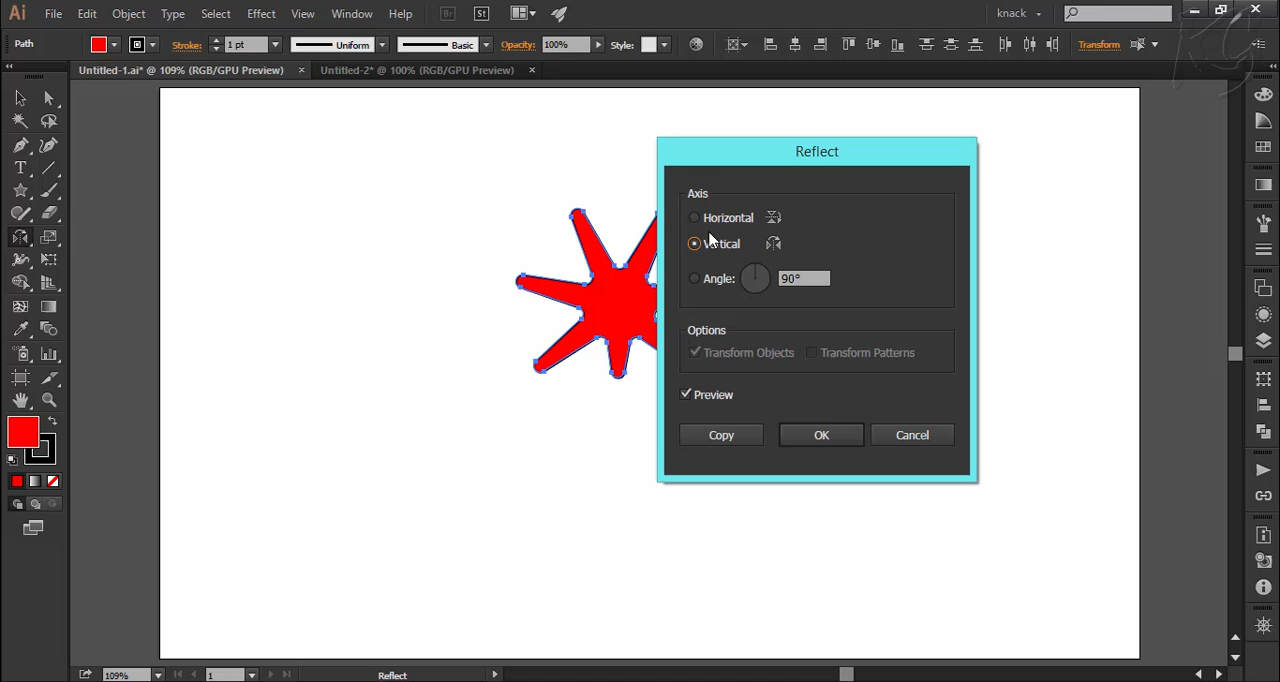 Ai File Edit Object Type Select Effect View Window Help Br St knack
Path Stroke: 1 pt Uniform Basic Opacity: 100% Style: Transform
Untitled-1.ai* @ 109% (RGB/GPU Preview) × Untitled-2* @ 100% (RGB/GPU Preview) ×
Reflect
Axis
Horizontal
Vertical
Angle: 90°
Options
Transform Objects Transform Patterns
Preview
Copy OK Cancel
109% 1 Reflect